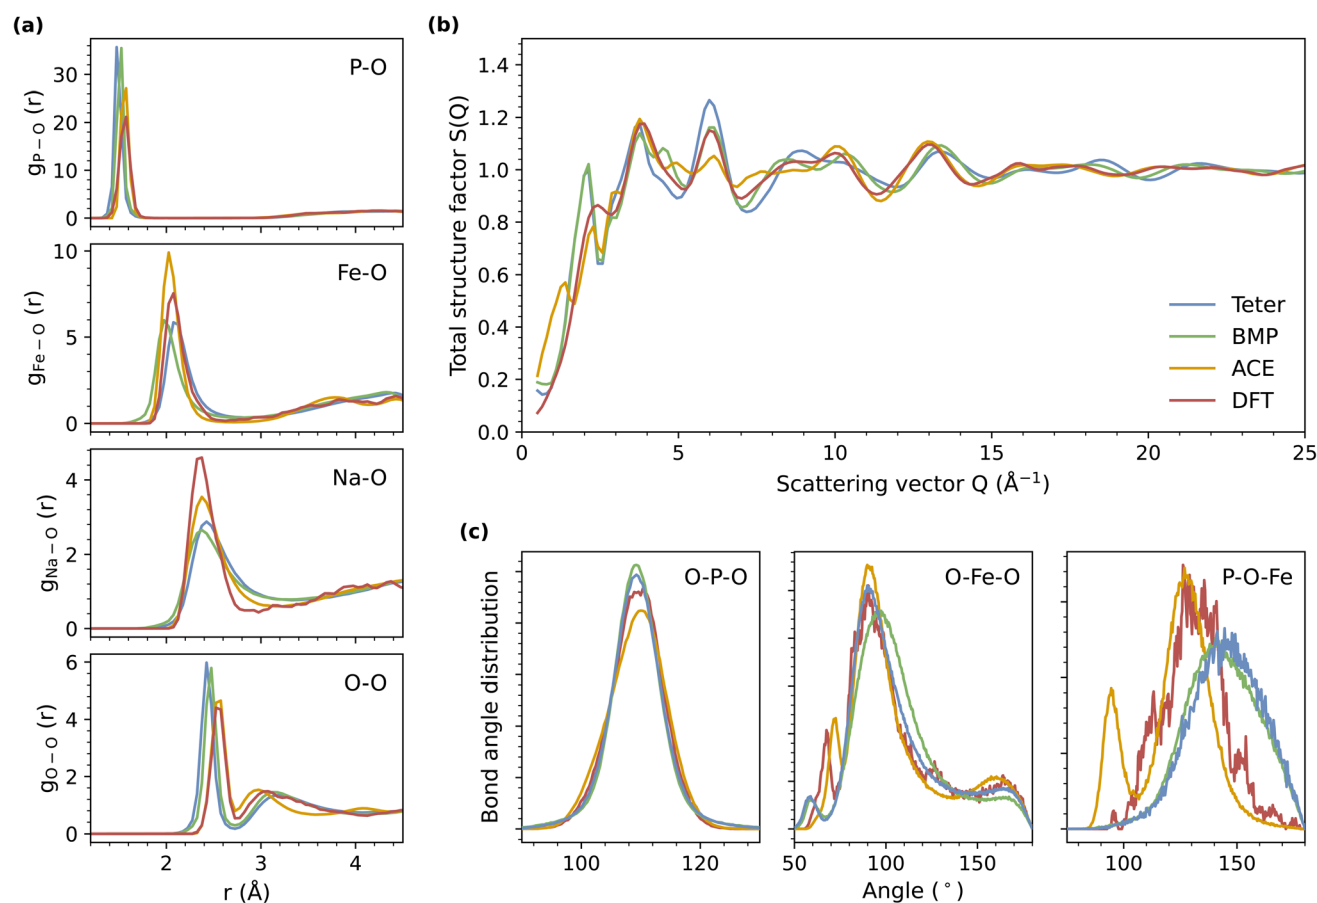 (a)
P-O
g_{P−O} (r)
30
20
10
0
Fe-O
g_{Fe−O} (r)
10
5
0
Na-O
g_{Na−O} (r)
4
2
0
O-O
g_{O−O} (r)
6
4
2
0
2
3
4
r (Å)
(b)
Total structure factor S(Q)
1.4
1.2
1.0
0.8
0.6
0.4
0.2
0.0
Teter
BMP
ACE
DFT
0
5
10
15
20
25
Scattering vector Q (Å⁻¹)
(c)
Bond angle distribution
O-P-O
100
120
O-Fe-O
50
100
150
P-O-Fe
100
150
Angle (°)